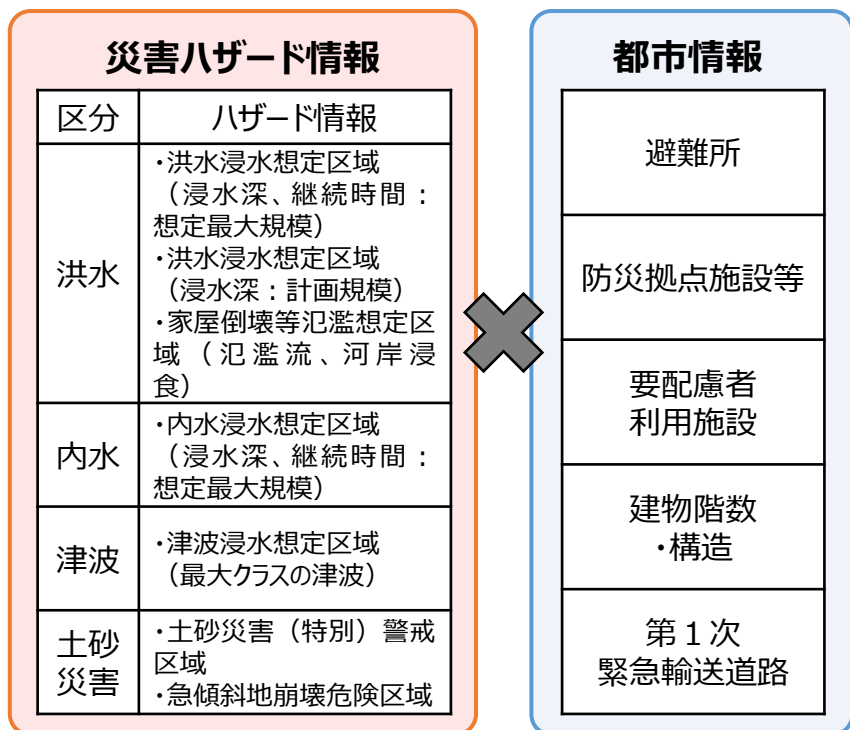 災害ハザード情報
区分
ハザード情報
洪水
・洪水浸水想定区域
（浸水深、継続時間：
想定最大規模）
・洪水浸水想定区域
（浸水深：計画規模）
・家屋倒壊等氾濫想定区
域（氾濫流、河岸浸
食）
内水
・内水浸水想定区域
（浸水深、継続時間：
想定最大規模）
津波
・津波浸水想定区域
（最大クラスの津波）
土砂
災害
・土砂災害（特別）警戒
区域
・急傾斜地崩壊危険区域
都市情報
避難所
防災拠点施設等
要配慮者
利用施設
建物階数
・構造
第１次
緊急輸送道路